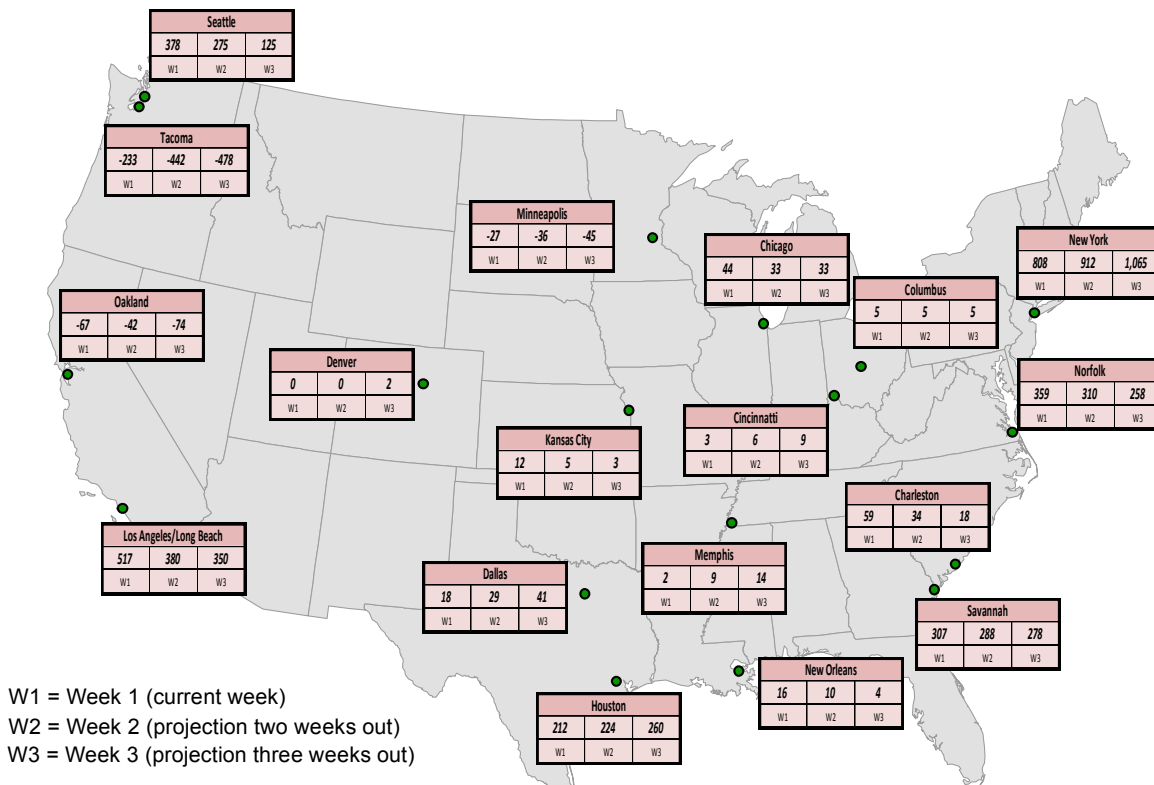 Seattle
378 275 125
W1 W2 W3
Tacoma
-233 -442 -478
W1 W2 W3
Minneapolis
-27 -36 -45
W1 W2 W3
Chicago
44 33 33
W1 W2 W3
New York
808 912 1,065
W1 W2 W3
Columbus
5 5 5
W1 W2 W3
Oakland
-67 -42 -74
W1 W2 W3
Denver
0 0 2
W1 W2 W3
Norfolk
359 310 258
W1 W2 W3
Cincinnati
3 6 9
W1 W2 W3
Kansas City
12 5 3
W1 W2 W3
Charleston
59 34 18
W1 W2 W3
Los Angeles/Long Beach
517 380 350
W1 W2 W3
Memphis
2 9 14
W1 W2 W3
Dallas
18 29 41
W1 W2 W3
Savannah
307 288 278
W1 W2 W3
New Orleans
16 10 4
W1 W2 W3
Houston
212 224 260
W1 W2 W3
W1 = Week 1 (current week)
W2 = Week 2 (projection two weeks out)
W3 = Week 3 (projection three weeks out)